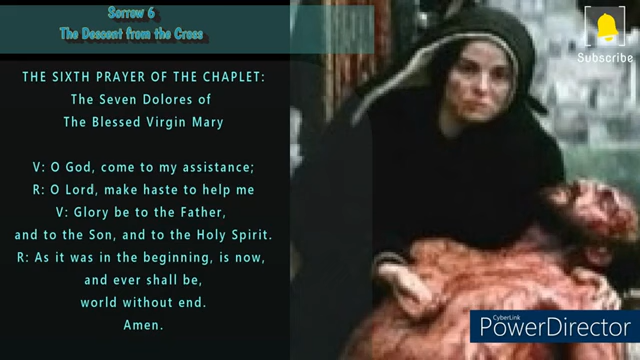 Sorrow 6
The Descent from the Cross
Subscribe
THE SIXTH PRAYER OF THE CHAPLET:
The Seven Dolores of
The Blessed Virgin Mary
V: O God, come to my assistance;
R: O Lord, make haste to help me
V: Glory be to the Father,
and to the Son, and to the Holy Spirit.
R: As it was in the beginning, is now,
and ever shall be,
world without end.
Amen.
CyberLink
PowerDirector